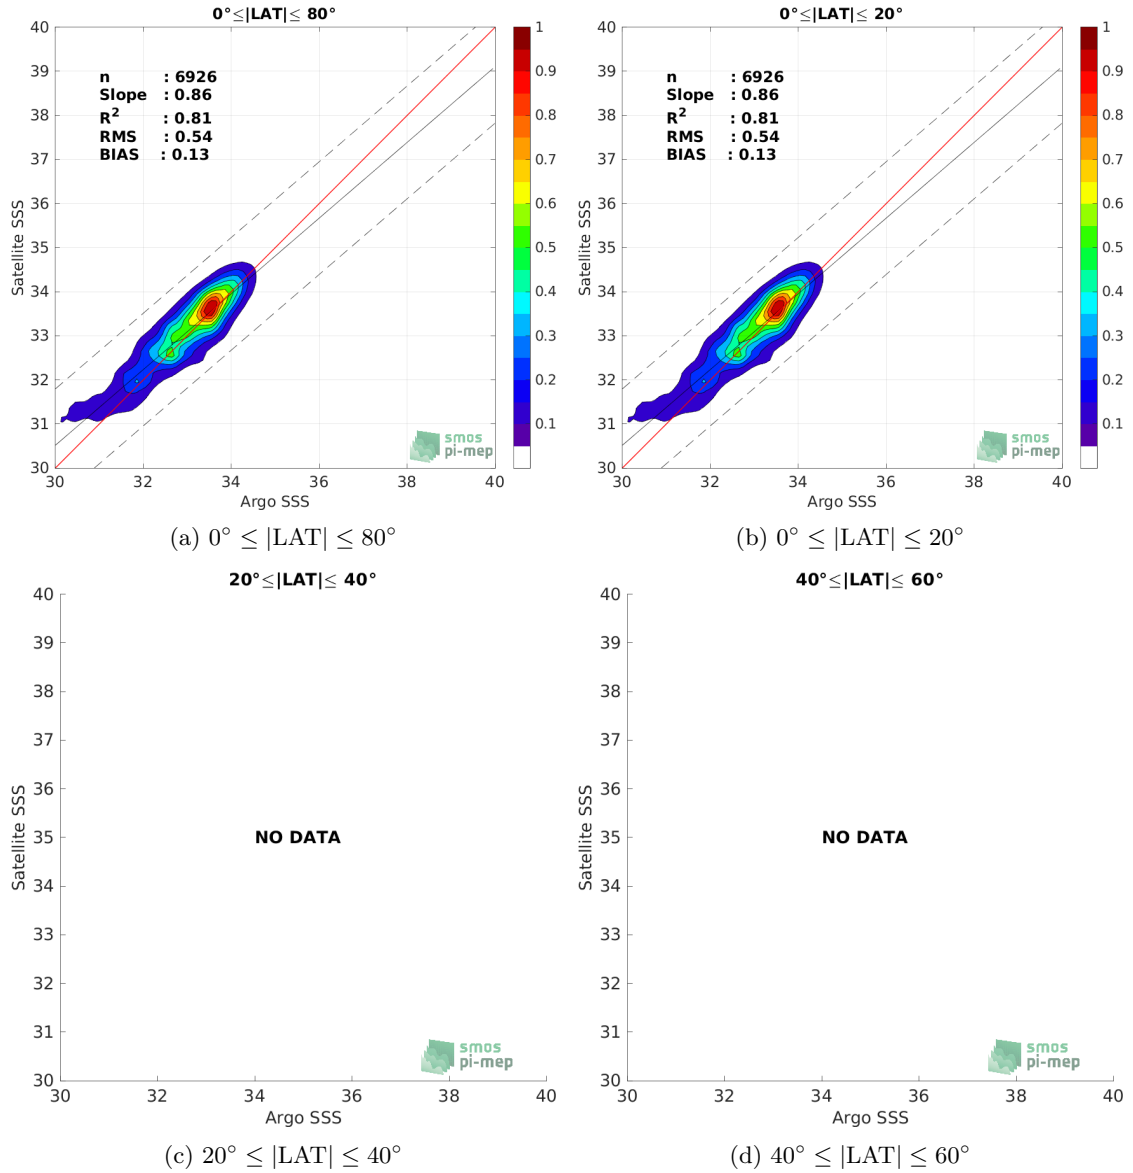 0°≤|LAT|≤ 80°
40
39
38
37
36
35
34
33
32
31
30
Satellite SSS
n : 6926
Slope : 0.86
R² : 0.81
RMS : 0.54
BIAS : 0.13
smos
pi-mep
30 32 34 36 38 40
Argo SSS
1
0.9
0.8
0.7
0.6
0.5
0.4
0.3
0.2
0.1
(a) 0° ≤ |LAT| ≤ 80°
0°≤|LAT|≤ 20°
40
39
38
37
36
35
34
33
32
31
30
Satellite SSS
n : 6926
Slope : 0.86
R² : 0.81
RMS : 0.54
BIAS : 0.13
smos
pi-mep
30 32 34 36 38 40
Argo SSS
1
0.9
0.8
0.7
0.6
0.5
0.4
0.3
0.2
0.1
(b) 0° ≤ |LAT| ≤ 20°
20°≤|LAT|≤ 40°
40
39
38
37
36
35
34
33
32
31
30
Satellite SSS
NO DATA
smos
pi-mep
30 32 34 36 38 40
Argo SSS
(c) 20° ≤ |LAT| ≤ 40°
40°≤|LAT|≤ 60°
40
39
38
37
36
35
34
33
32
31
30
Satellite SSS
NO DATA
smos
pi-mep
30 32 34 36 38 40
Argo SSS
(d) 40° ≤ |LAT| ≤ 60°